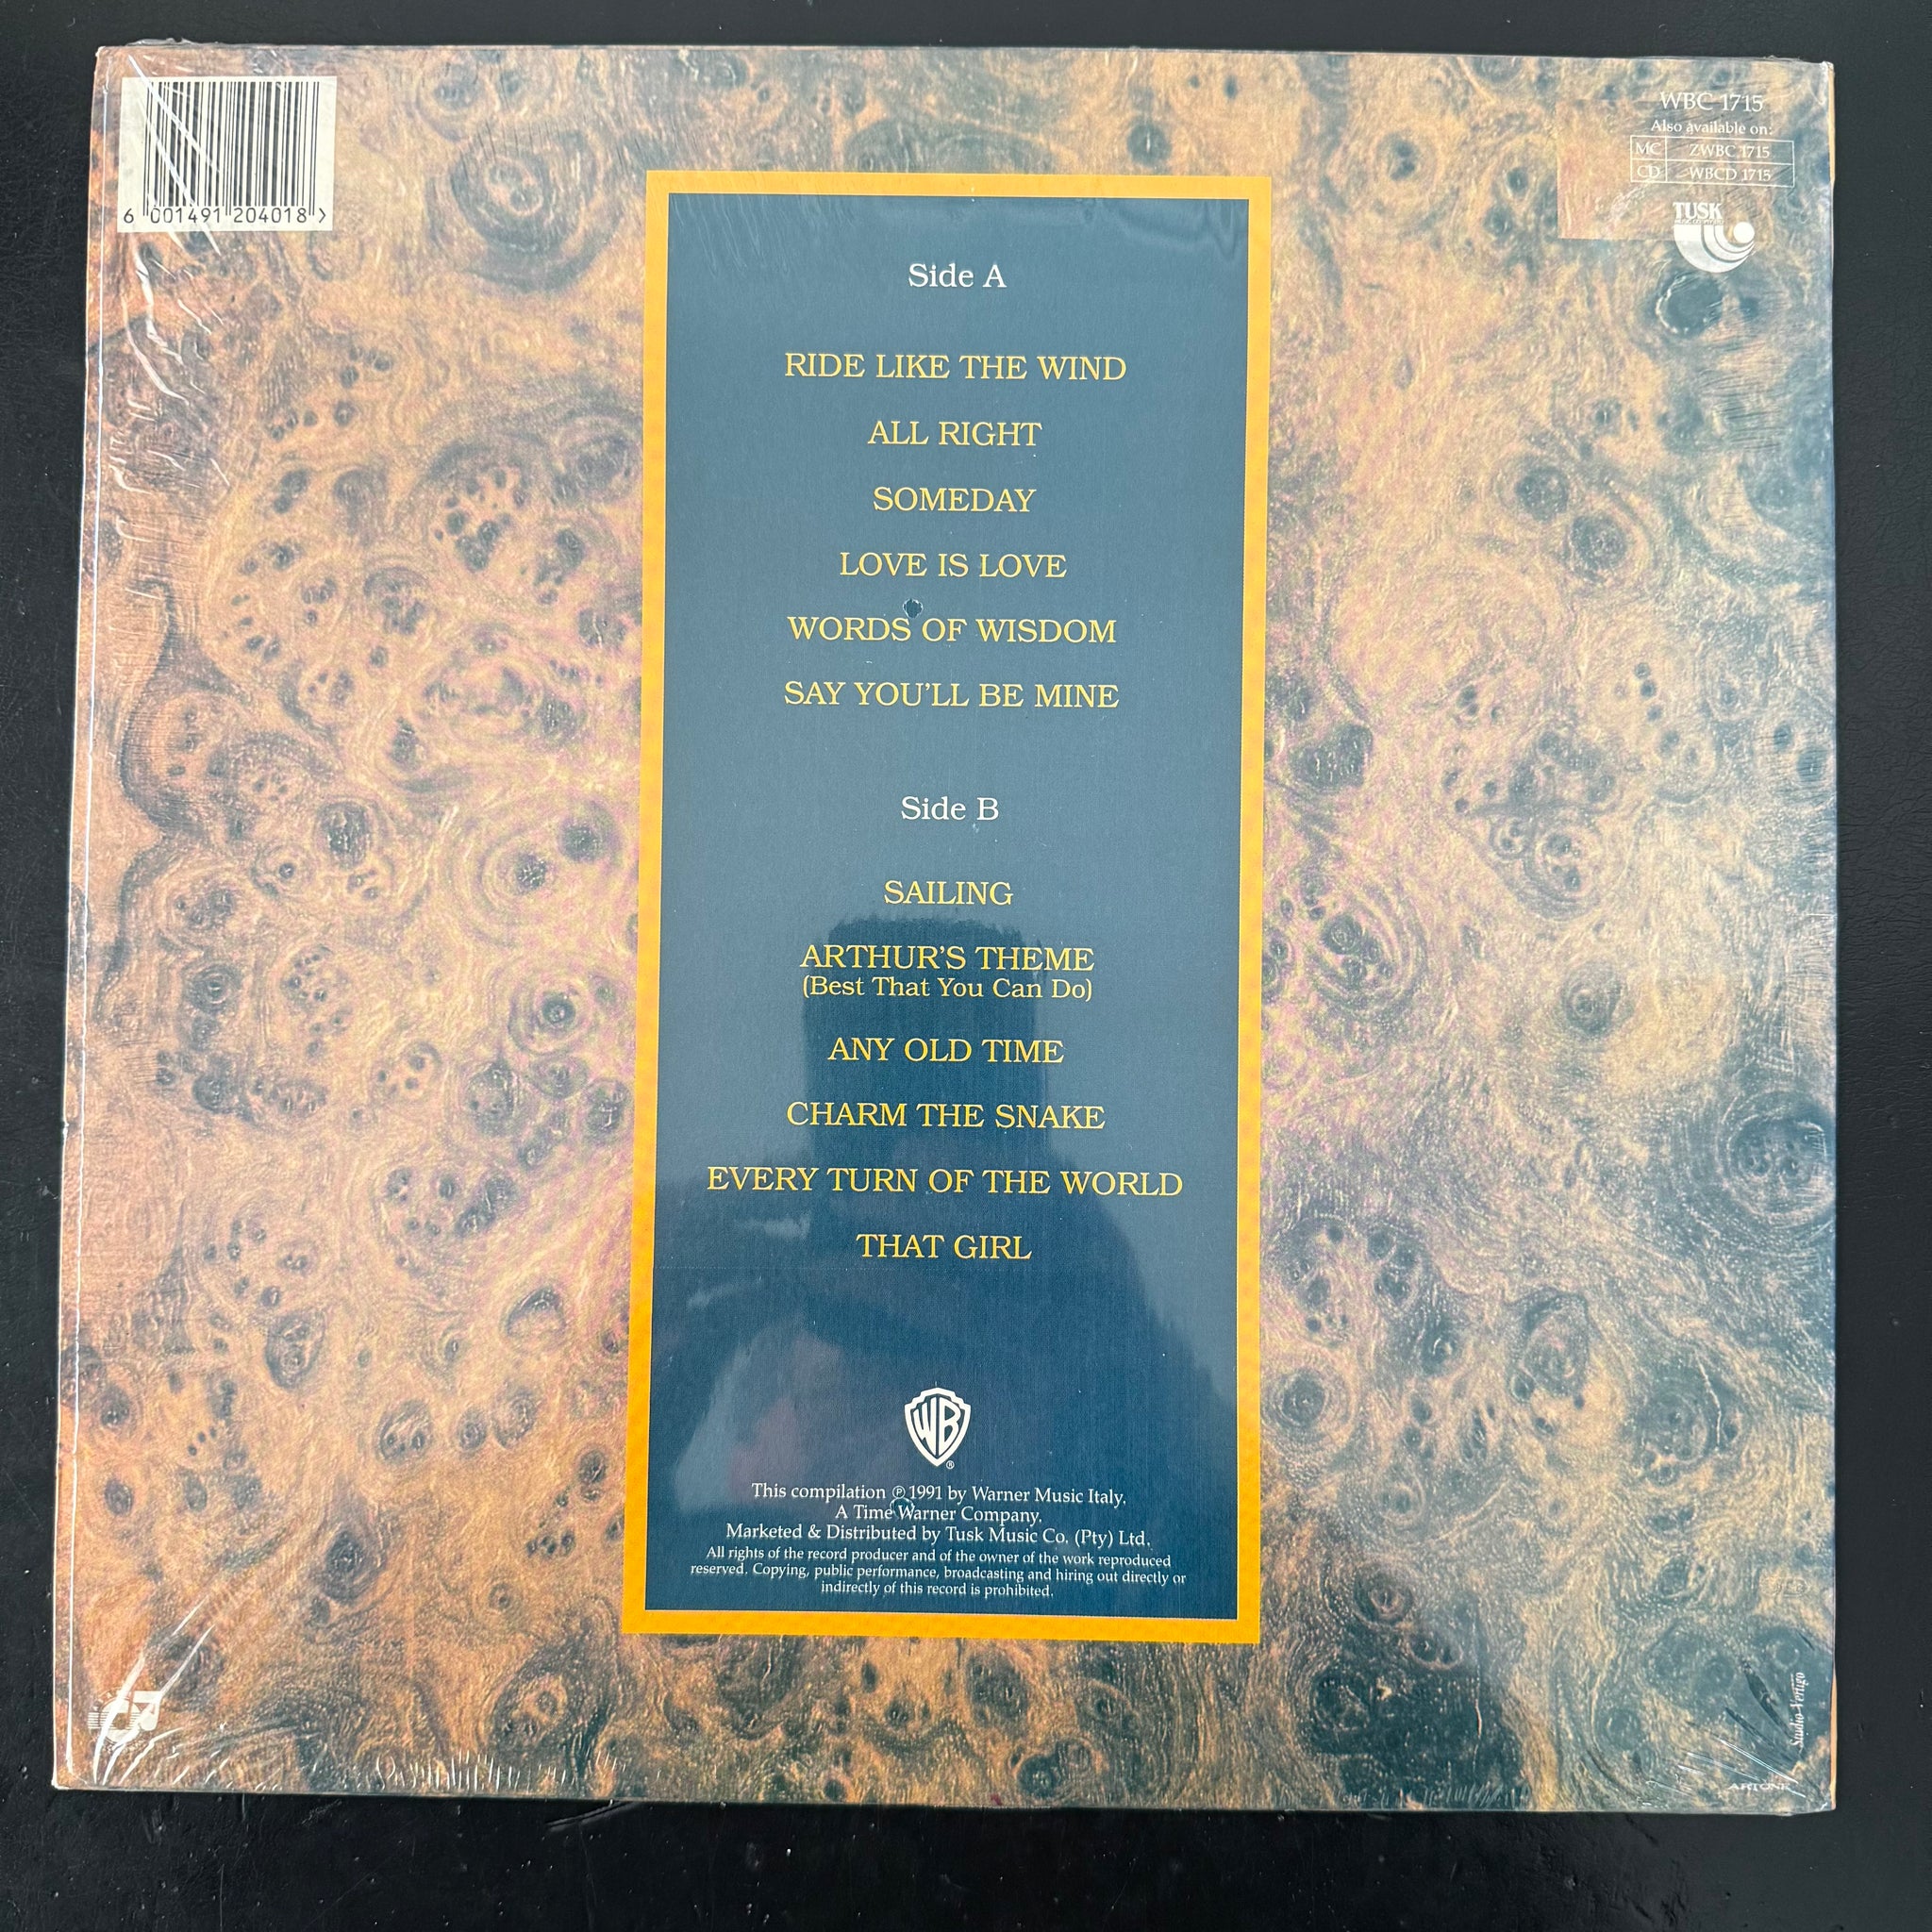 6 001491 204018 >
WBC 1715
Also available on:
MC ZWBC 1715
CD WBCD 1715
TUSK
Side A
RIDE LIKE THE WIND
ALL RIGHT
SOMEDAY
LOVE IS LOVE
WORDS OF WISDOM
SAY YOU'LL BE MINE
Side B
SAILING
ARTHUR'S THEME
(Best That You Can Do)
ANY OLD TIME
CHARM THE SNAKE
EVERY TURN OF THE WORLD
THAT GIRL
WB
®
This compilation ℗ 1991 by Warner Music Italy.
A Time Warner Company.
Marketed & Distributed by Tusk Music Co. (Pty) Ltd.
All rights of the record producer and of the owner of the work reproduced
reserved. Copying, public performance, broadcasting and hiring out directly or
indirectly of this record is prohibited.
Studio Vertigo
ARTONE